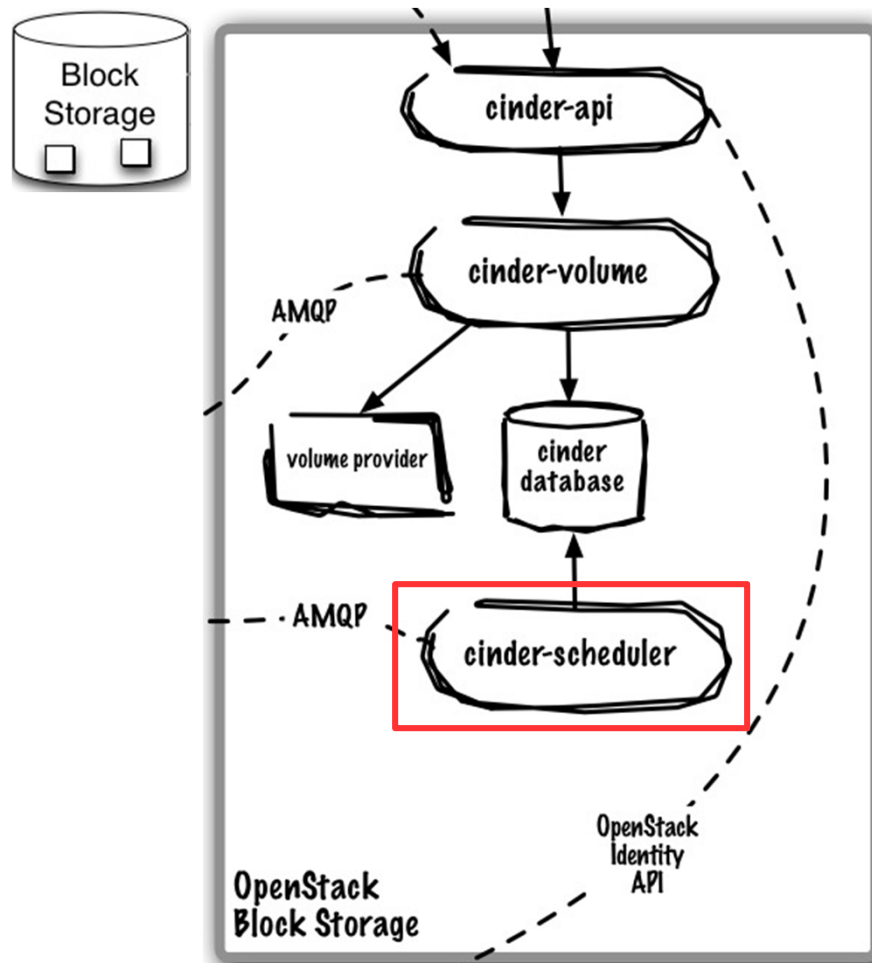 Block
Storage
cinder-api
cinder-volume
AMQP
volume provider
cinder
database
AMQP
cinder-scheduler
OpenStack
Identity
API
OpenStack
Block Storage